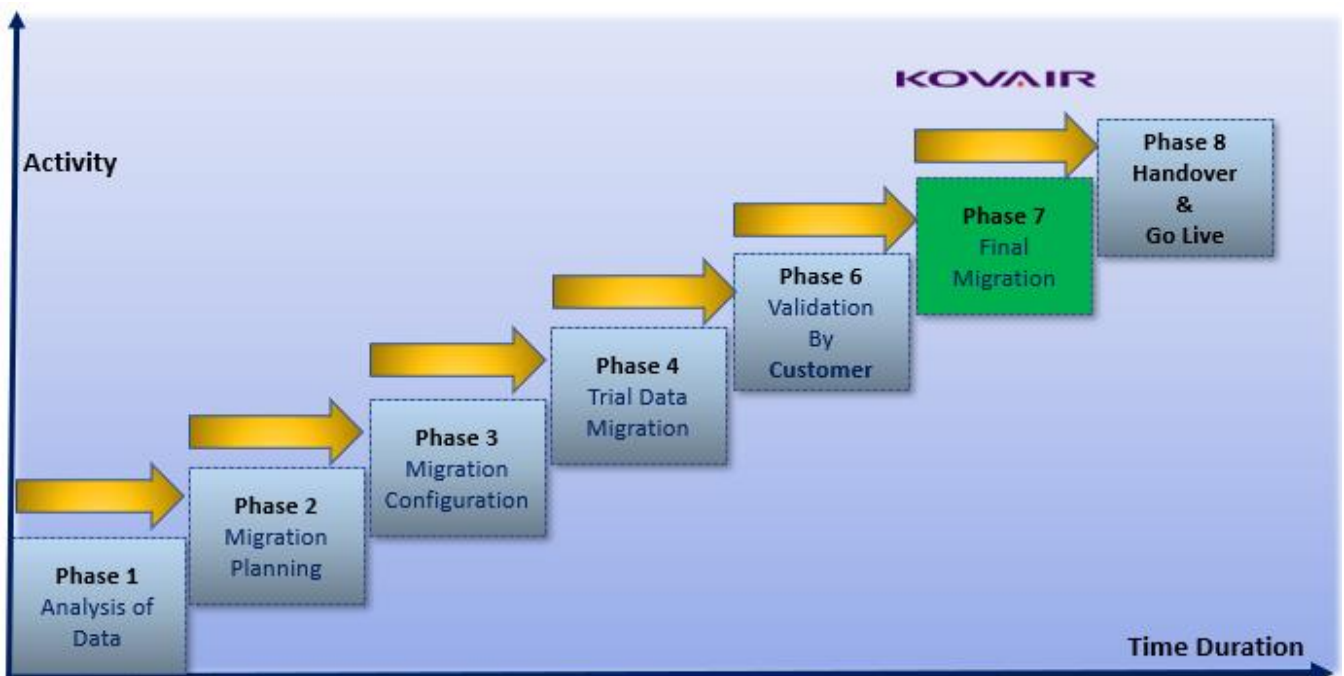 KOVAIR
Activity
Phase 1
Analysis of
Data
Phase 2
Migration
Planning
Phase 3
Migration
Configuration
Phase 4
Trial Data
Migration
Phase 6
Validation
By
Customer
Phase 7
Final
Migration
Phase 8
Handover
&
Go Live
Time Duration